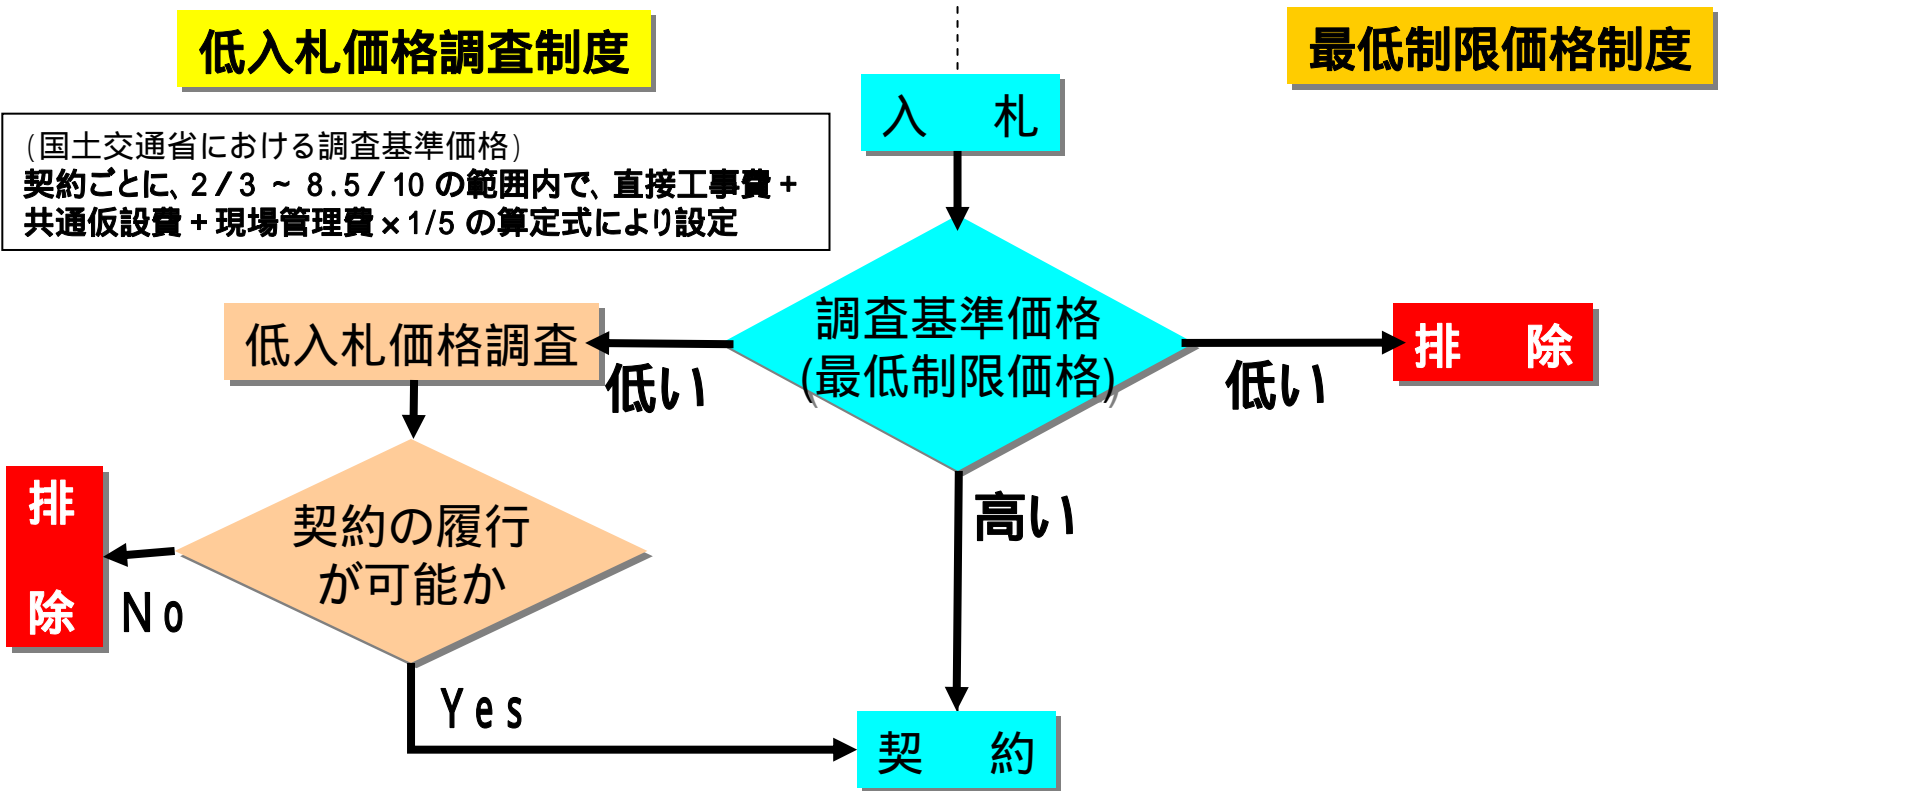 低入札価格調査制度
最低制限価格制度
入　札
(国土交通省における調査基準価格)
契約ごとに、2/3 ~ 8.5/10 の範囲内で、直接工事費+
共通仮設費+現場管理費×1/5 の算定式により設定
調査基準価格
(最低制限価格)
低入札価格調査
低い
低い
排　除
高い
契約の履行
が可能か
排
除
No
Yes
契　約